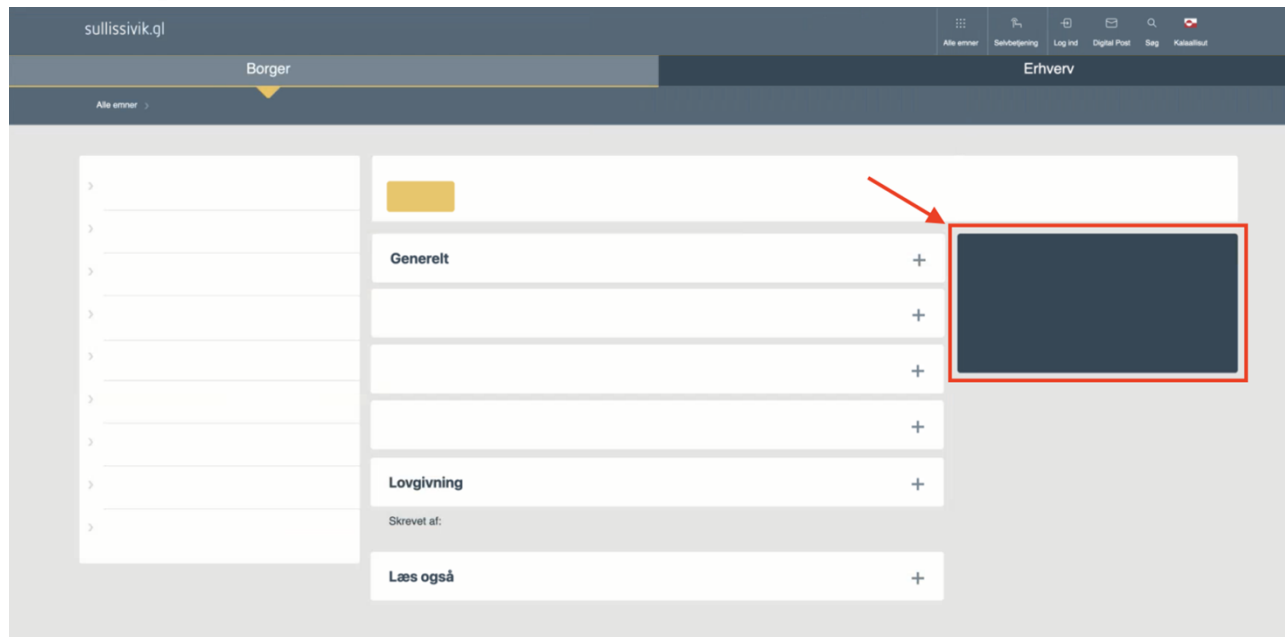 sullissivik.gl
Alle emner
Selvbetjening
Log ind
Digital Post
Søg
Kalaallisut
Borger
Erhverv
Alle emner
Generelt
Lovgivning
Skrevet af:
Læs også